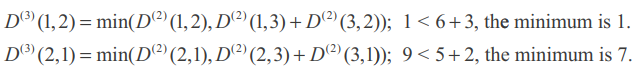 D^{(3)}(1,2) = min(D^{(2)}(1,2), D^{(2)}(1,3) + D^{(2)}(3,2)); 1 < 6 + 3, the minimum is 1.
D^{(3)}(2,1) = min(D^{(2)}(2,1), D^{(2)}(2,3) + D^{(2)}(3,1)); 9 < 5 + 2, the minimum is 7.